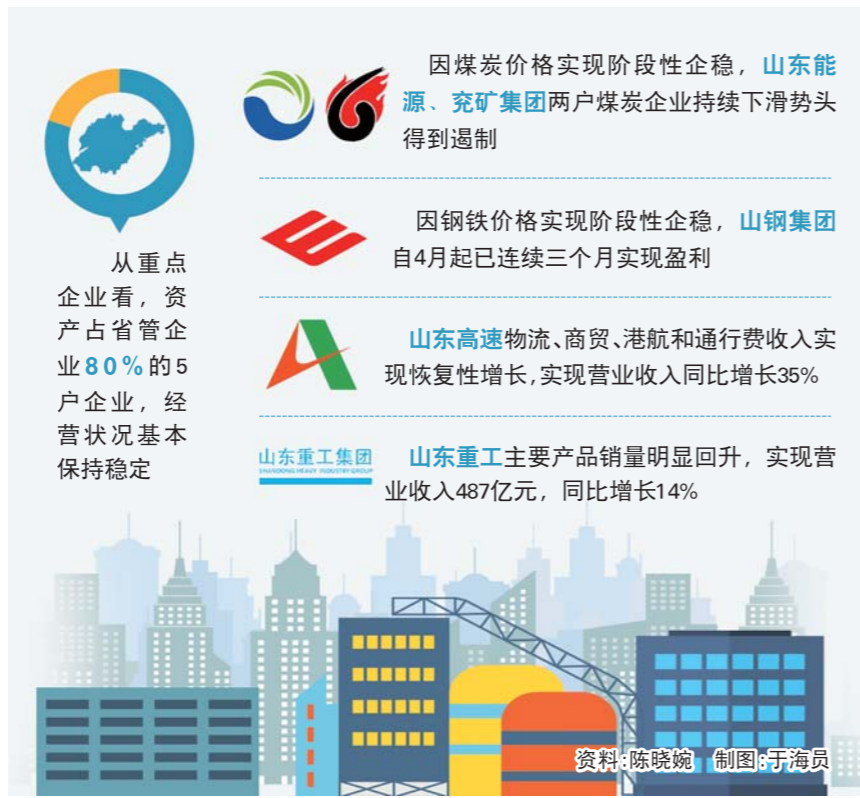 因煤炭价格实现阶段性企稳，山东能
源、兖矿集团两户煤炭企业持续下滑势头
得到遏制
因钢铁价格实现阶段性企稳，山钢集团
自4月起已连续三个月实现盈利
从重点
企业看，资
产占省管企
业80%的5
户企业，经
营状况基本
保持稳定
山东高速物流、商贸、港航和通行费收入实
现恢复性增长，实现营业收入同比增长35%
山东重工集团
SHANDONG HEAVY INDUSTRY GROUP
山东重工主要产品销量明显回升，实现营
业收入487亿元，同比增长14%
资料：陈晓婉 制图：于海员